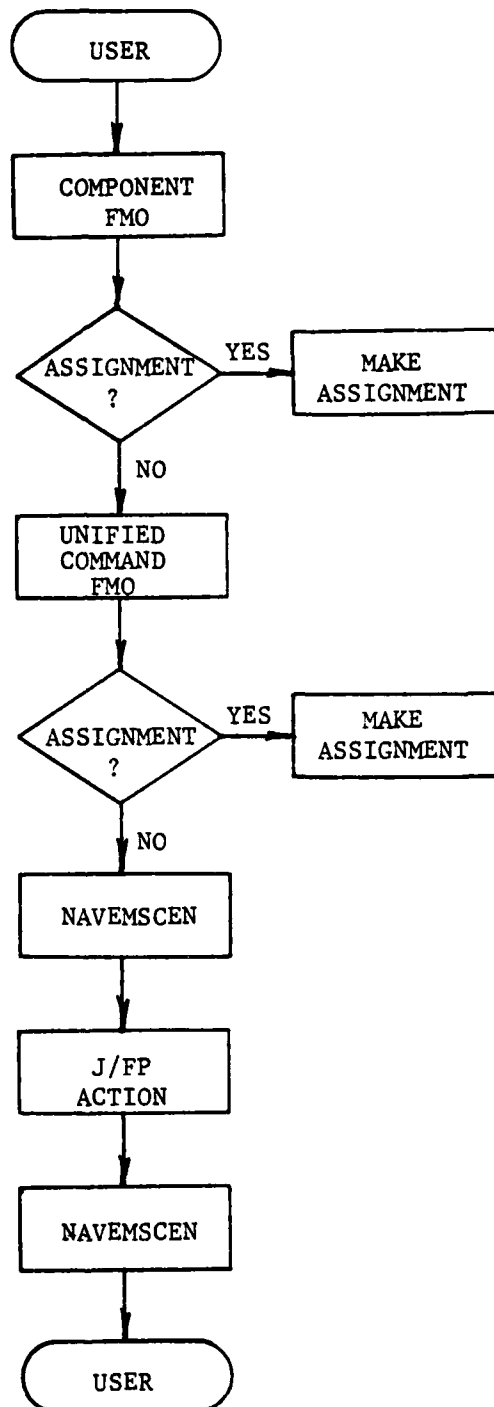 USER
COMPONENT
FMO
ASSIGNMENT
?
YES
MAKE
ASSIGNMENT
NO
UNIFIED
COMMAND
FMO
ASSIGNMENT
?
YES
MAKE
ASSIGNMENT
NO
NAVEMSCEN
J/FP
ACTION
NAVEMSCEN
USER